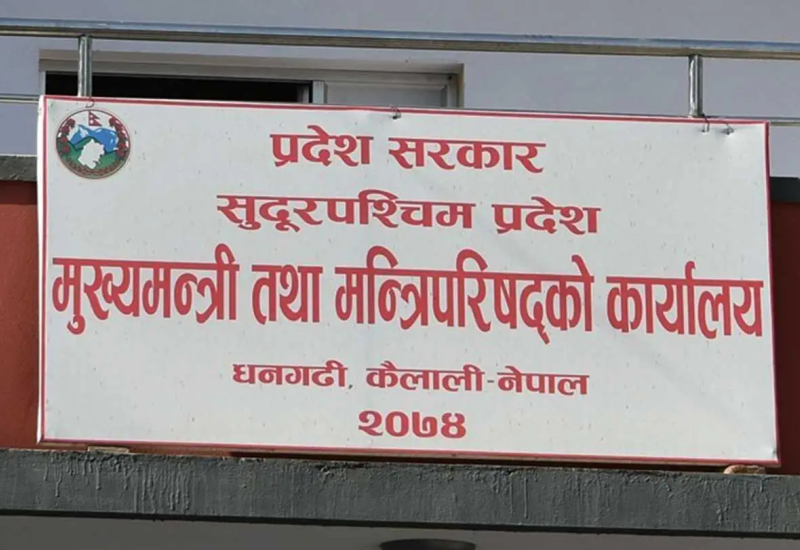 प्रदेश सरकार
सुदूरपश्चिम प्रदेश
मुख्यमन्त्री तथा मन्त्रिपरिषद्को कार्यालय
धनगढी, कैलाली-नेपाल
२०७४